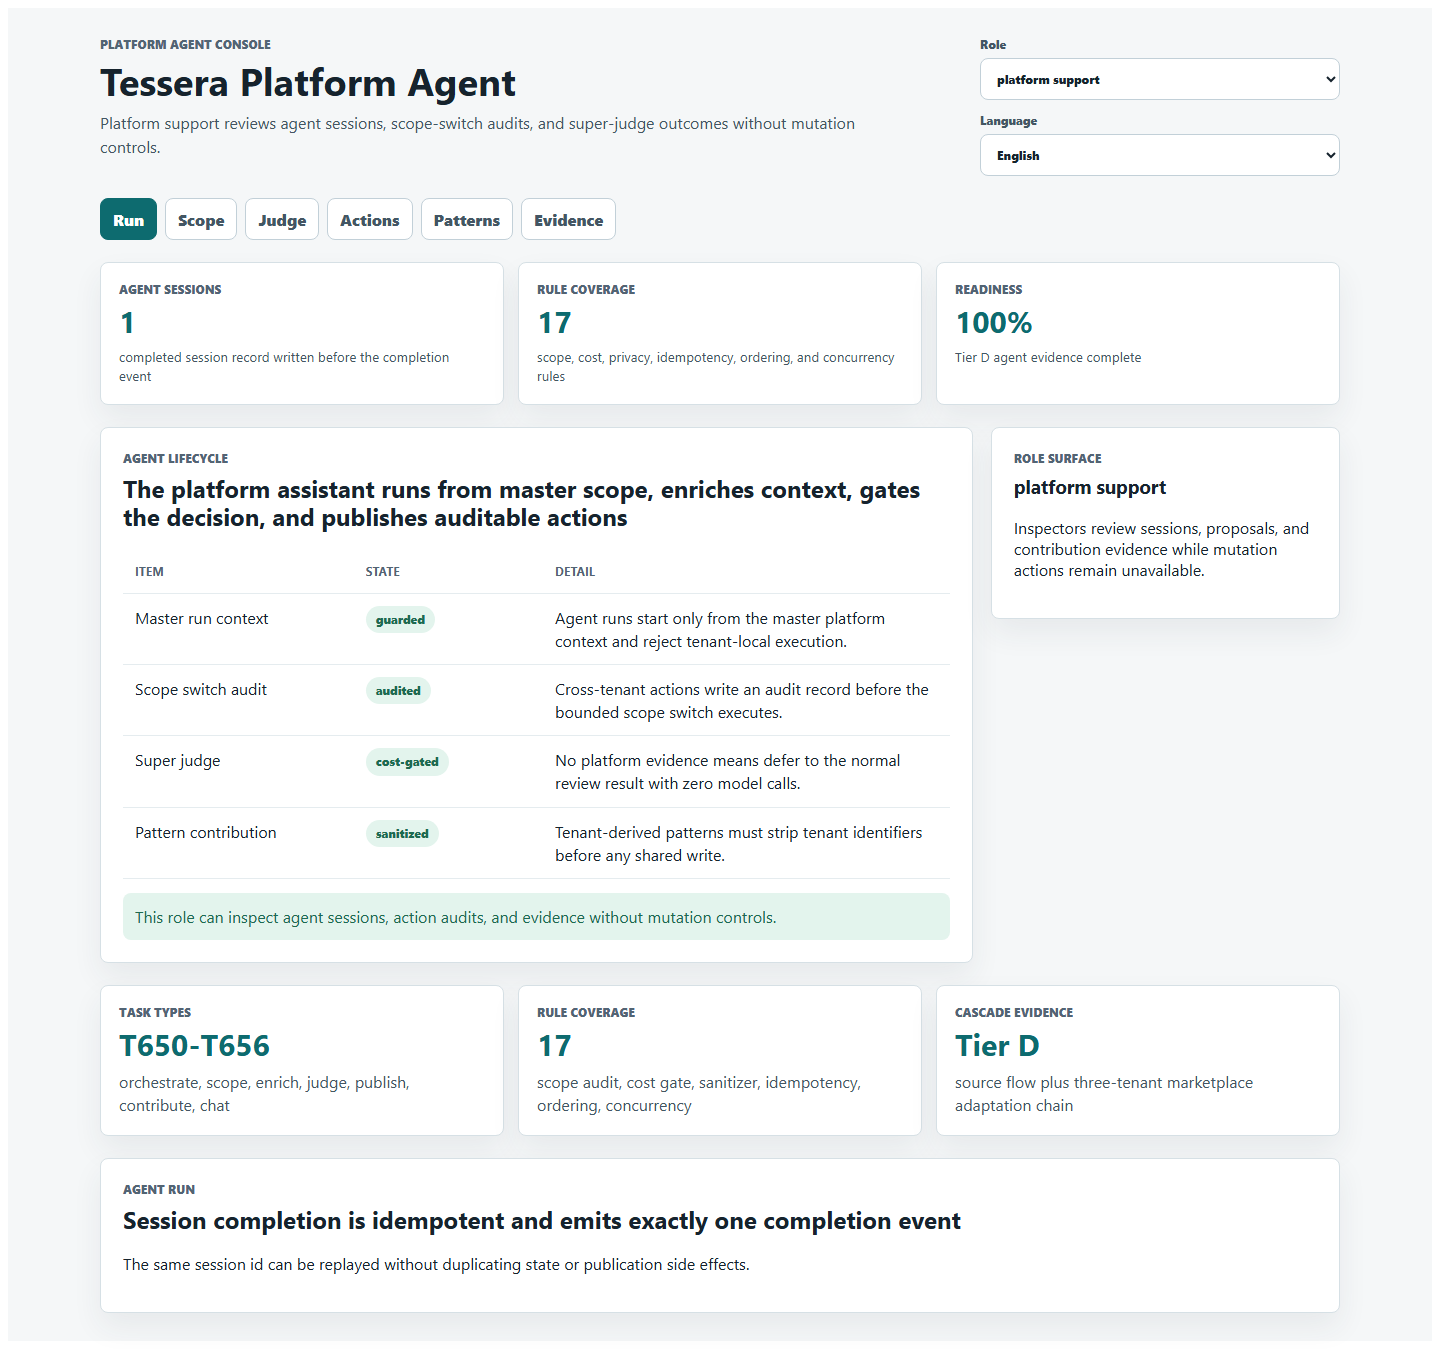 PLATFORM AGENT CONSOLE
Tessera Platform Agent
Platform support reviews agent sessions, scope-switch audits, and super-judge outcomes without mutation
controls.
Role
platform support
Language
English
Run
Scope
Judge
Actions
Patterns
Evidence
AGENT SESSIONS
1
completed session record written before the completion
event
RULE COVERAGE
17
scope, cost, privacy, idempotency, ordering, and concurrency
rules
READINESS
100%
Tier D agent evidence complete
AGENT LIFECYCLE
The platform assistant runs from master scope, enriches context, gates
the decision, and publishes auditable actions
ITEM STATE DETAIL
Master run context guarded Agent runs start only from the master platform
context and reject tenant-local execution.
Scope switch audit audited Cross-tenant actions write an audit record before the
bounded scope switch executes.
Super judge cost-gated No platform evidence means defer to the normal
review result with zero model calls.
Pattern contribution sanitized Tenant-derived patterns must strip tenant identifiers
before any shared write.
This role can inspect agent sessions, action audits, and evidence without mutation controls.
ROLE SURFACE
platform support
Inspectors review sessions, proposals, and
contribution evidence while mutation
actions remain unavailable.
TASK TYPES
T650-T656
orchestrate, scope, enrich, judge, publish,
contribute, chat
RULE COVERAGE
17
scope audit, cost gate, sanitizer, idempotency,
ordering, concurrency
CASCADE EVIDENCE
Tier D
source flow plus three-tenant marketplace
adaptation chain
AGENT RUN
Session completion is idempotent and emits exactly one completion event
The same session id can be replayed without duplicating state or publication side effects.